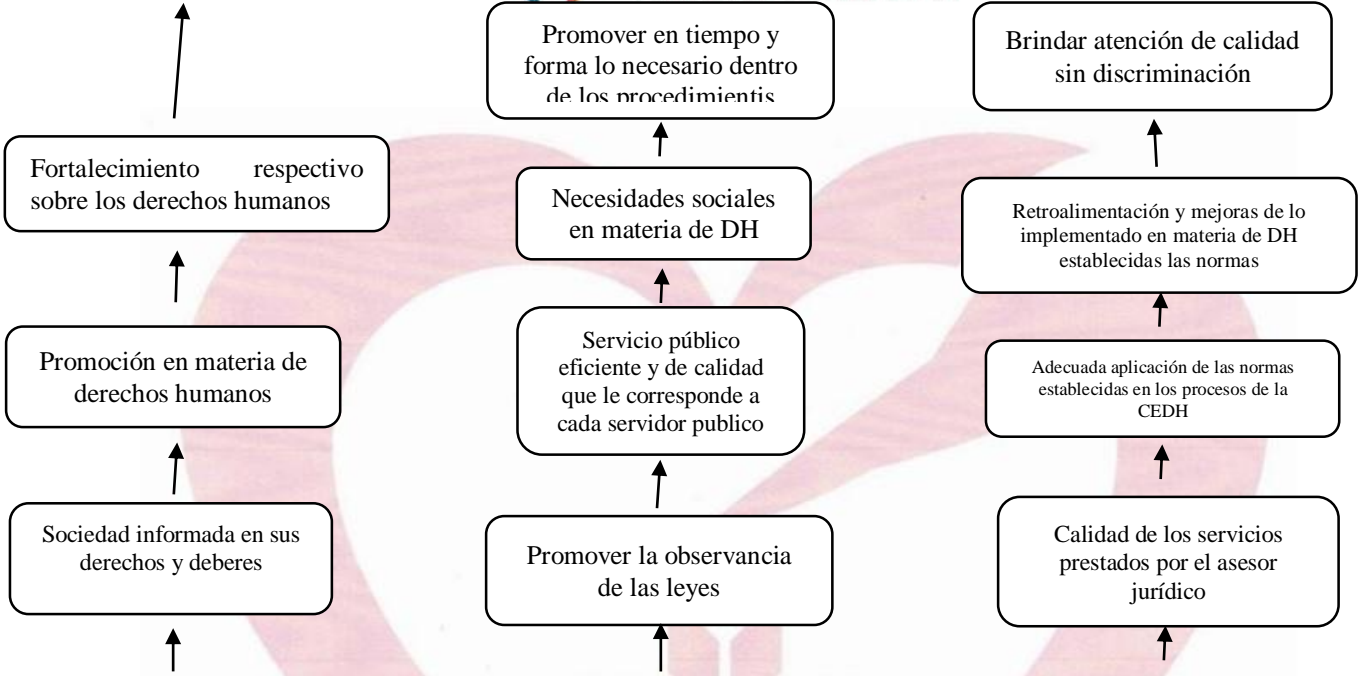 Promover en tiempo y
forma lo necesario dentro
de los procedimientis
Brindar atención de calidad
sin discriminación
Fortalecimiento respectivo
sobre los derechos humanos
Necesidades sociales
en materia de DH
Retroalimentación y mejoras de lo
implementado en materia de DH
establecidas las normas
Promoción en materia de
derechos humanos
Servicio público
eficiente y de calidad
que le corresponde a
cada servidor publico
Adecuada aplicación de las normas
establecidas en los procesos de la
CEDH
Sociedad informada en sus
derechos y deberes
Promover la observancia
de las leyes
Calidad de los servicios
prestados por el asesor
jurídico